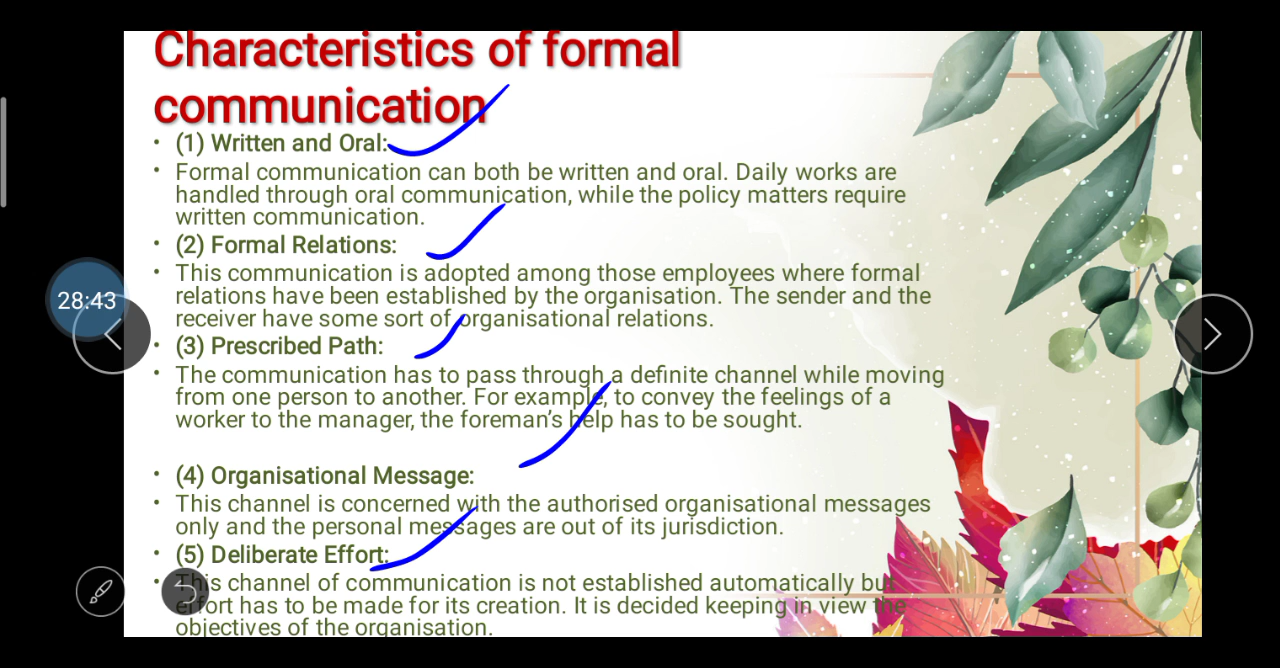 Characteristics of formal
communication
• (1) Written and Oral:
• Formal communication can both be written and oral. Daily works are
handled through oral communication, while the policy matters require
written communication.
• (2) Formal Relations:
• This communication is adopted among those employees where formal
relations have been established by the organisation. The sender and the
receiver have some sort of organisational relations.
28:43
• (3) Prescribed Path:
• The communication has to pass through a definite channel while moving
from one person to another. For example, to convey the feelings of a
worker to the manager, the foreman's help has to be sought.
• (4) Organisational Message:
• This channel is concerned with the authorised organisational messages
only and the personal messages are out of its jurisdiction.
• (5) Deliberate Effort:
• This channel of communication is not established automatically but
effort has to be made for its creation. It is decided keeping in view the
objectives of the organisation.